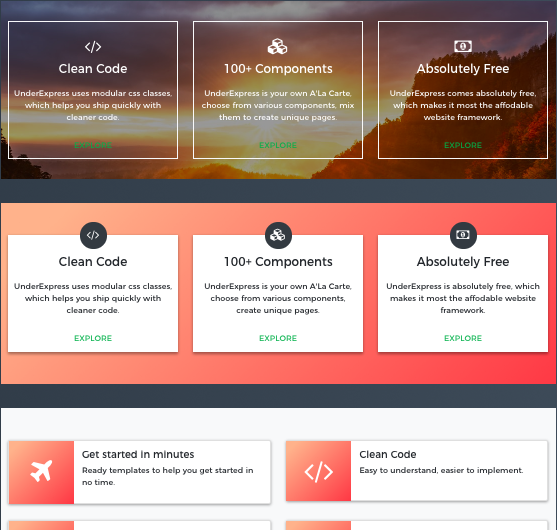 Clean Code
UnderExpress uses modular css classes,
which helps you ship quickly with
cleaner code.
EXPLORE
100+ Components
UnderExpress is your own A'La Carte,
choose from various components, mix
them to create unique pages.
EXPLORE
Absolutely Free
UnderExpress comes absolutely free,
which makes it most the affodable
website framework.
EXPLORE
Clean Code
UnderExpress uses modular css classes,
which helps you ship quickly with
cleaner code.
EXPLORE
100+ Components
UnderExpress is your own A'La Carte,
choose from various components,
create unique pages.
EXPLORE
Absolutely Free
UnderExpress is absolutely free, which
makes it most the affodable website
framework.
EXPLORE
Get started in minutes
Ready templates to help you get started in
no time.
Clean Code
Easy to understand, easier to implement.